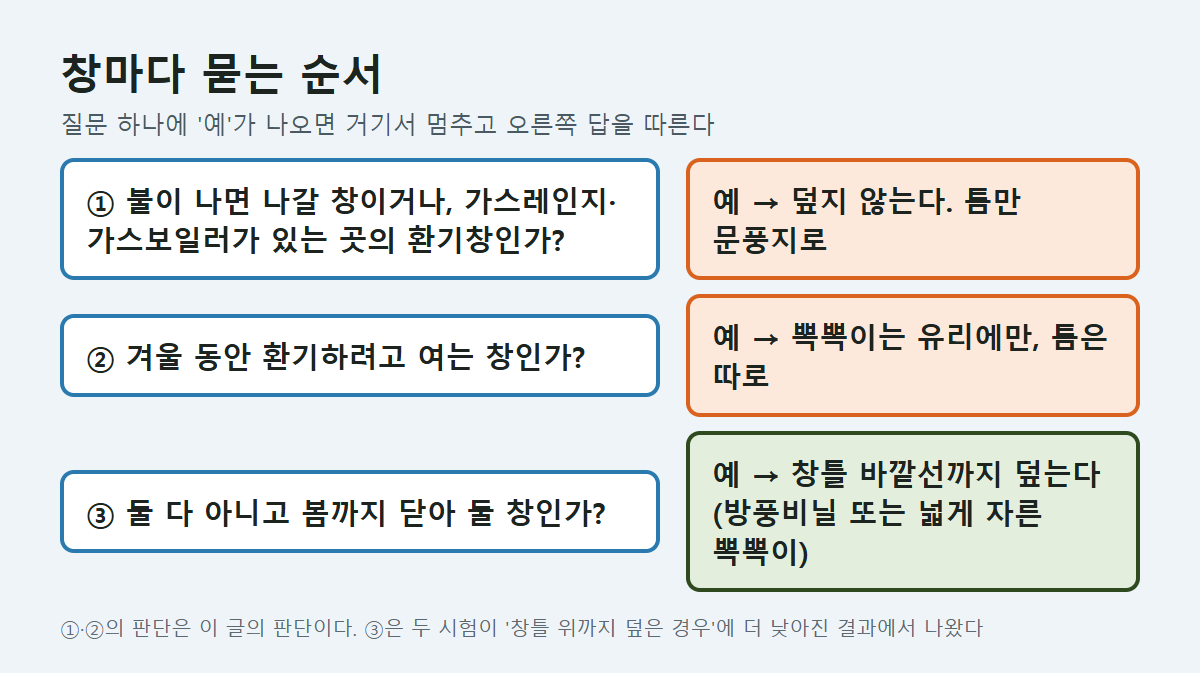 창마다 묻는 순서
질문 하나에 '예'가 나오면 거기서 멈추고 오른쪽 답을 따른다
① 불이 나면 나갈 창이거나, 가스레인지·
가스보일러가 있는 곳의 환기창인가?
예 → 덮지 않는다. 틈만
문풍지로
② 겨울 동안 환기하려고 여는 창인가?
예 → 뽁뽁이는 유리에만, 틈은
따로
③ 둘 다 아니고 봄까지 닫아 둘 창인가?
예 → 창틀 바깥선까지 덮는다
(방풍비닐 또는 넓게 자른
뽁뽁이)
①·②의 판단은 이 글의 판단이다. ③은 두 시험이 '창틀 위까지 덮은 경우'에 더 낮아진 결과에서 나왔다